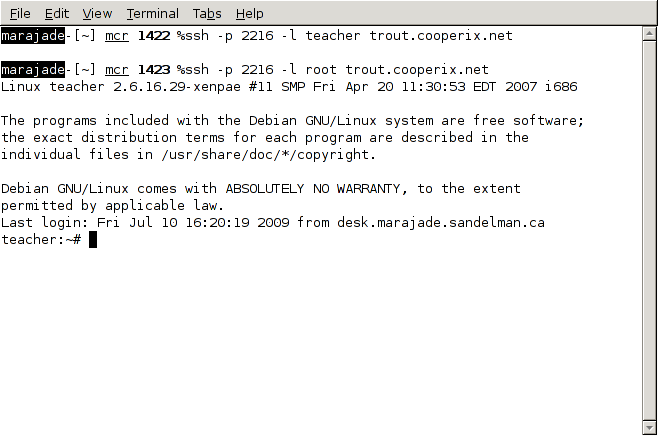 File Edit View Terminal Tabs Help
marajade-[~] mcr 1422 %ssh -p 2216 -l teacher trout.cooperix.net
marajade-[~] mcr 1423 %ssh -p 2216 -l root trout.cooperix.net
Linux teacher 2.6.16.29-xenpae #11 SMP Fri Apr 20 11:30:53 EDT 2007 i686
The programs included with the Debian GNU/Linux system are free software;
the exact distribution terms for each program are described in the
individual files in /usr/share/doc/*/copyright.
Debian GNU/Linux comes with ABSOLUTELY NO WARRANTY, to the extent
permitted by applicable law.
Last login: Fri Jul 10 16:20:19 2009 from desk.marajade.sandelman.ca
teacher:~#